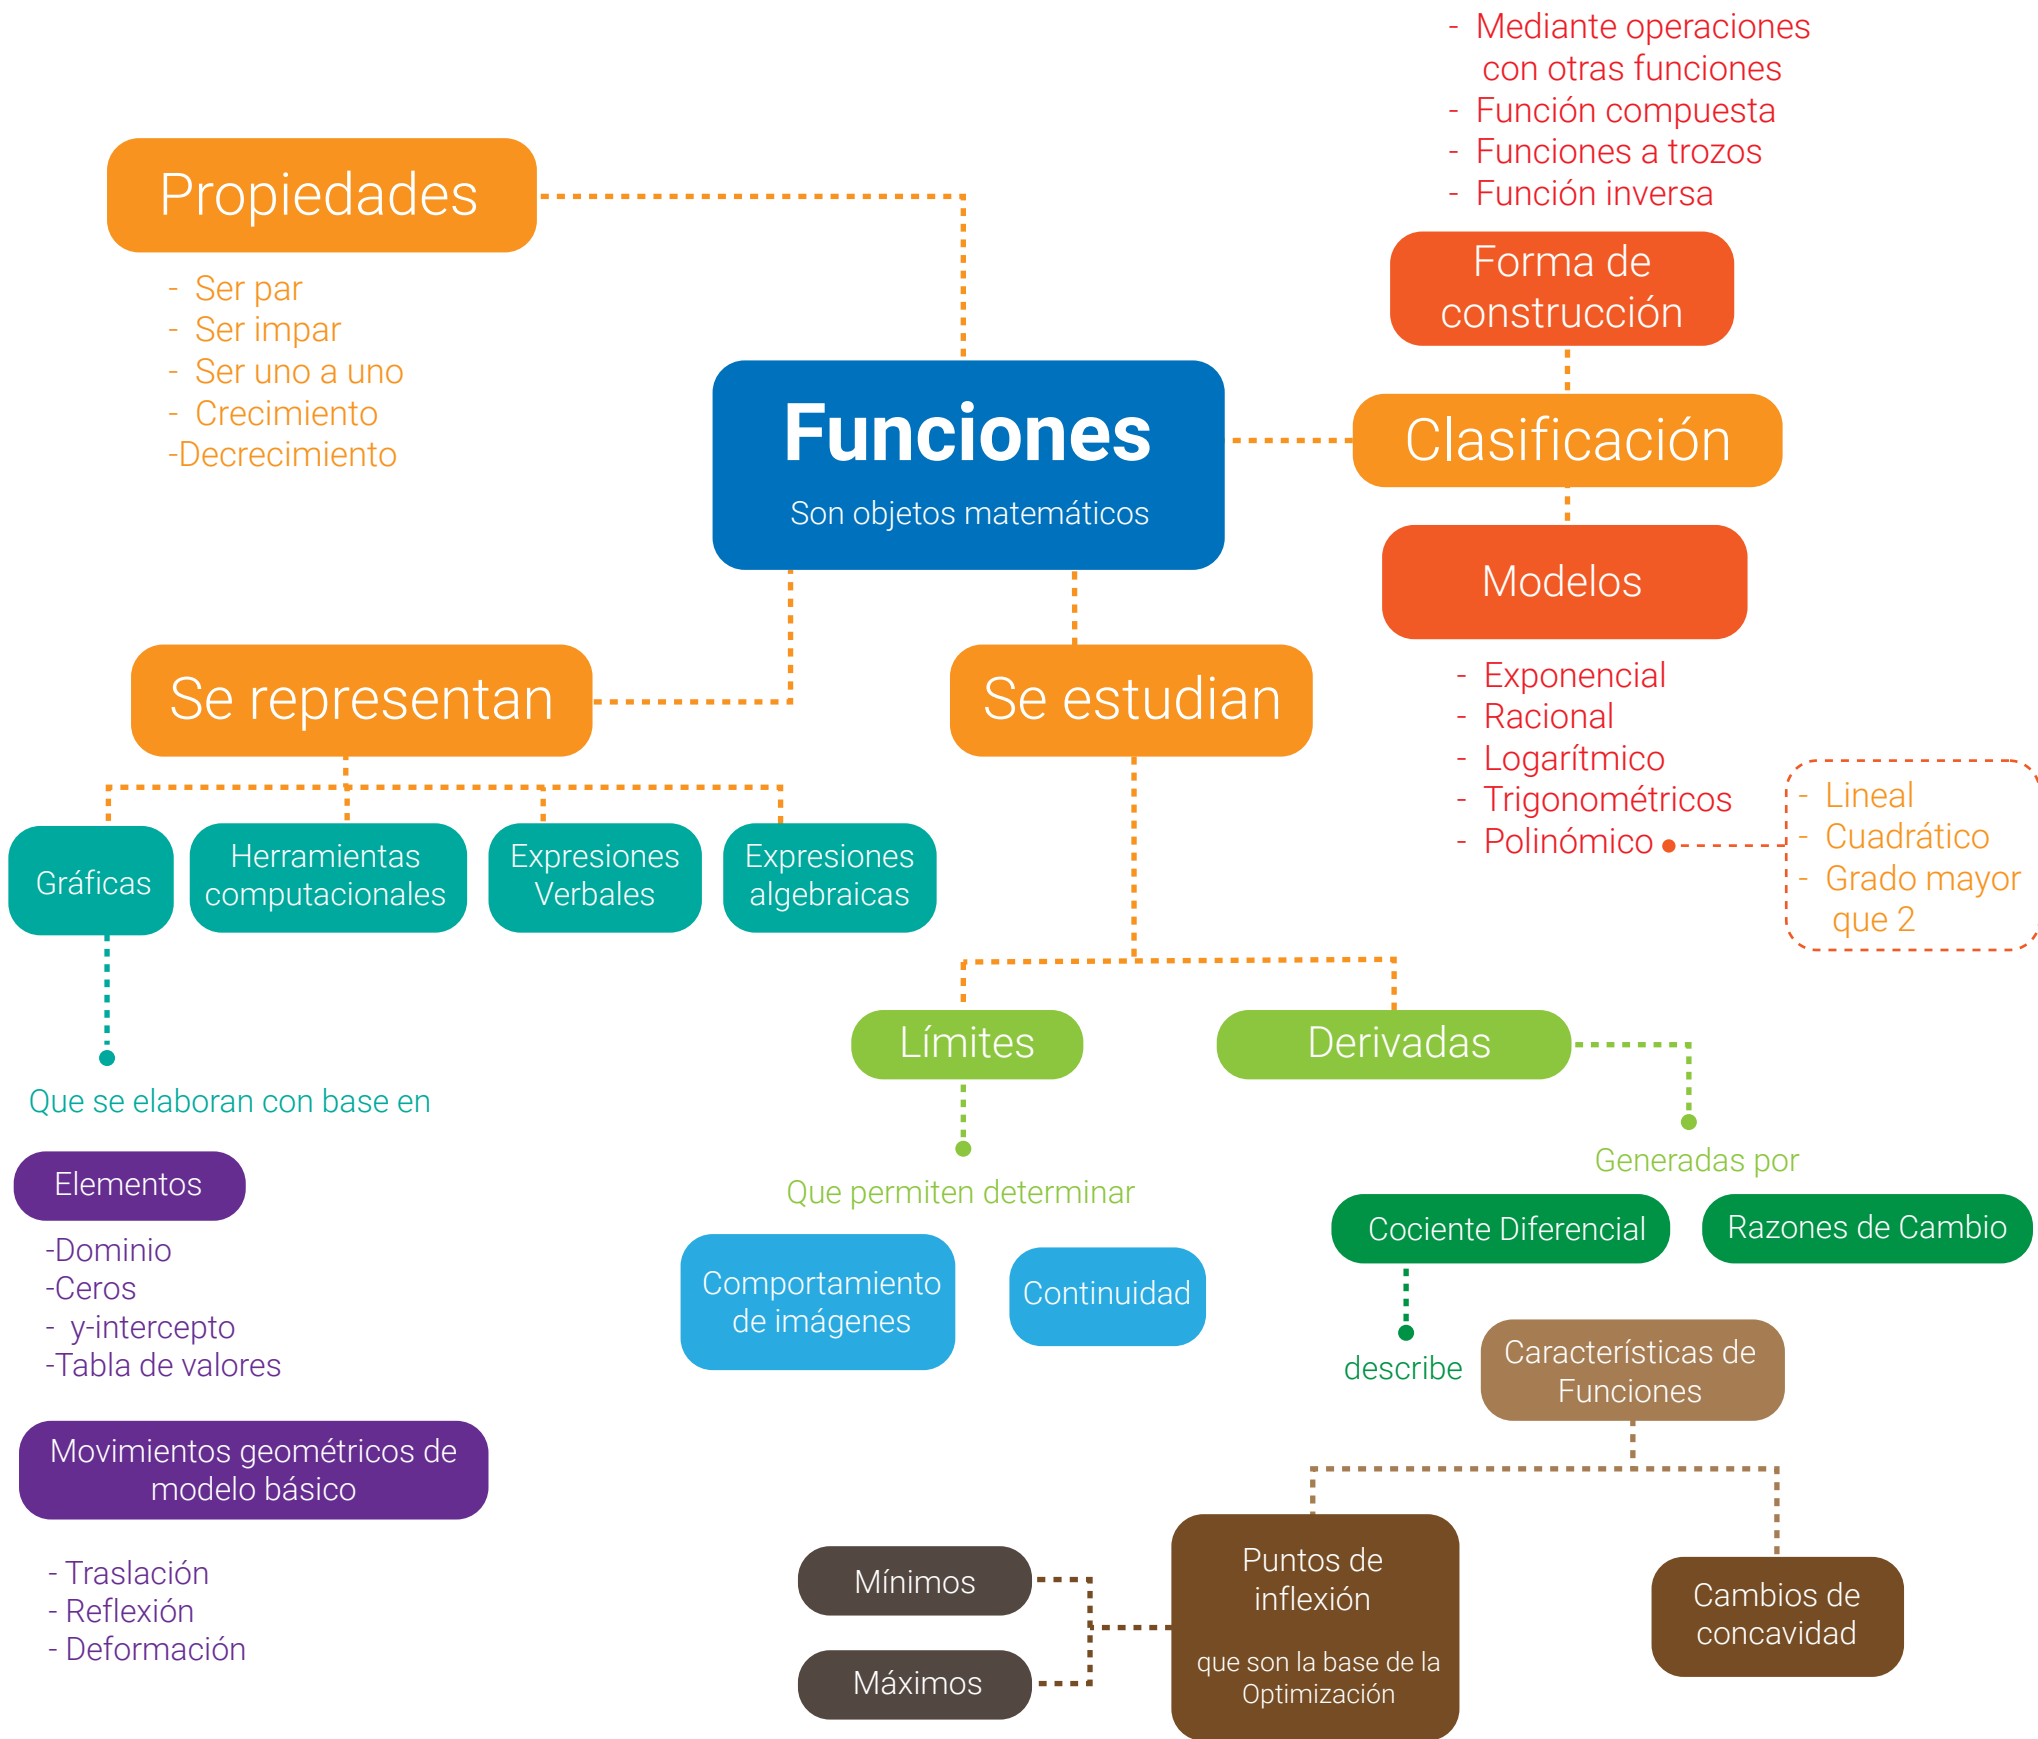 - Mediante operaciones
con otras funciones
- Función compuesta
- Funciones a trozos
- Función inversa
Propiedades
- Ser par
- Ser impar
- Ser uno a uno
- Crecimiento
-Decrecimiento
Forma de
construcción
Funciones
Son objetos matemáticos
Clasificación
Modelos
- Exponencial
- Racional
- Logarítmico
- Trigonométricos
- Polinómico
- Lineal
- Cuadrático
- Grado mayor
que 2
Se representan
Gráficas
Herramientas
computacionales
Expresiones
Verbales
Expresiones
algebraicas
Que se elaboran con base en
Elementos
-Dominio
-Ceros
- y-intercepto
-Tabla de valores
Movimientos geométricos de
modelo básico
- Traslación
- Reflexión
- Deformación
Se estudian
Límites
Que permiten determinar
Comportamiento
de imágenes
Continuidad
Derivadas
Generadas por
Cociente Diferencial
Razones de Cambio
describe
Características de
Funciones
Puntos de
inflexión
que son la base de la
Optimización
Mínimos
Máximos
Cambios de
concavidad